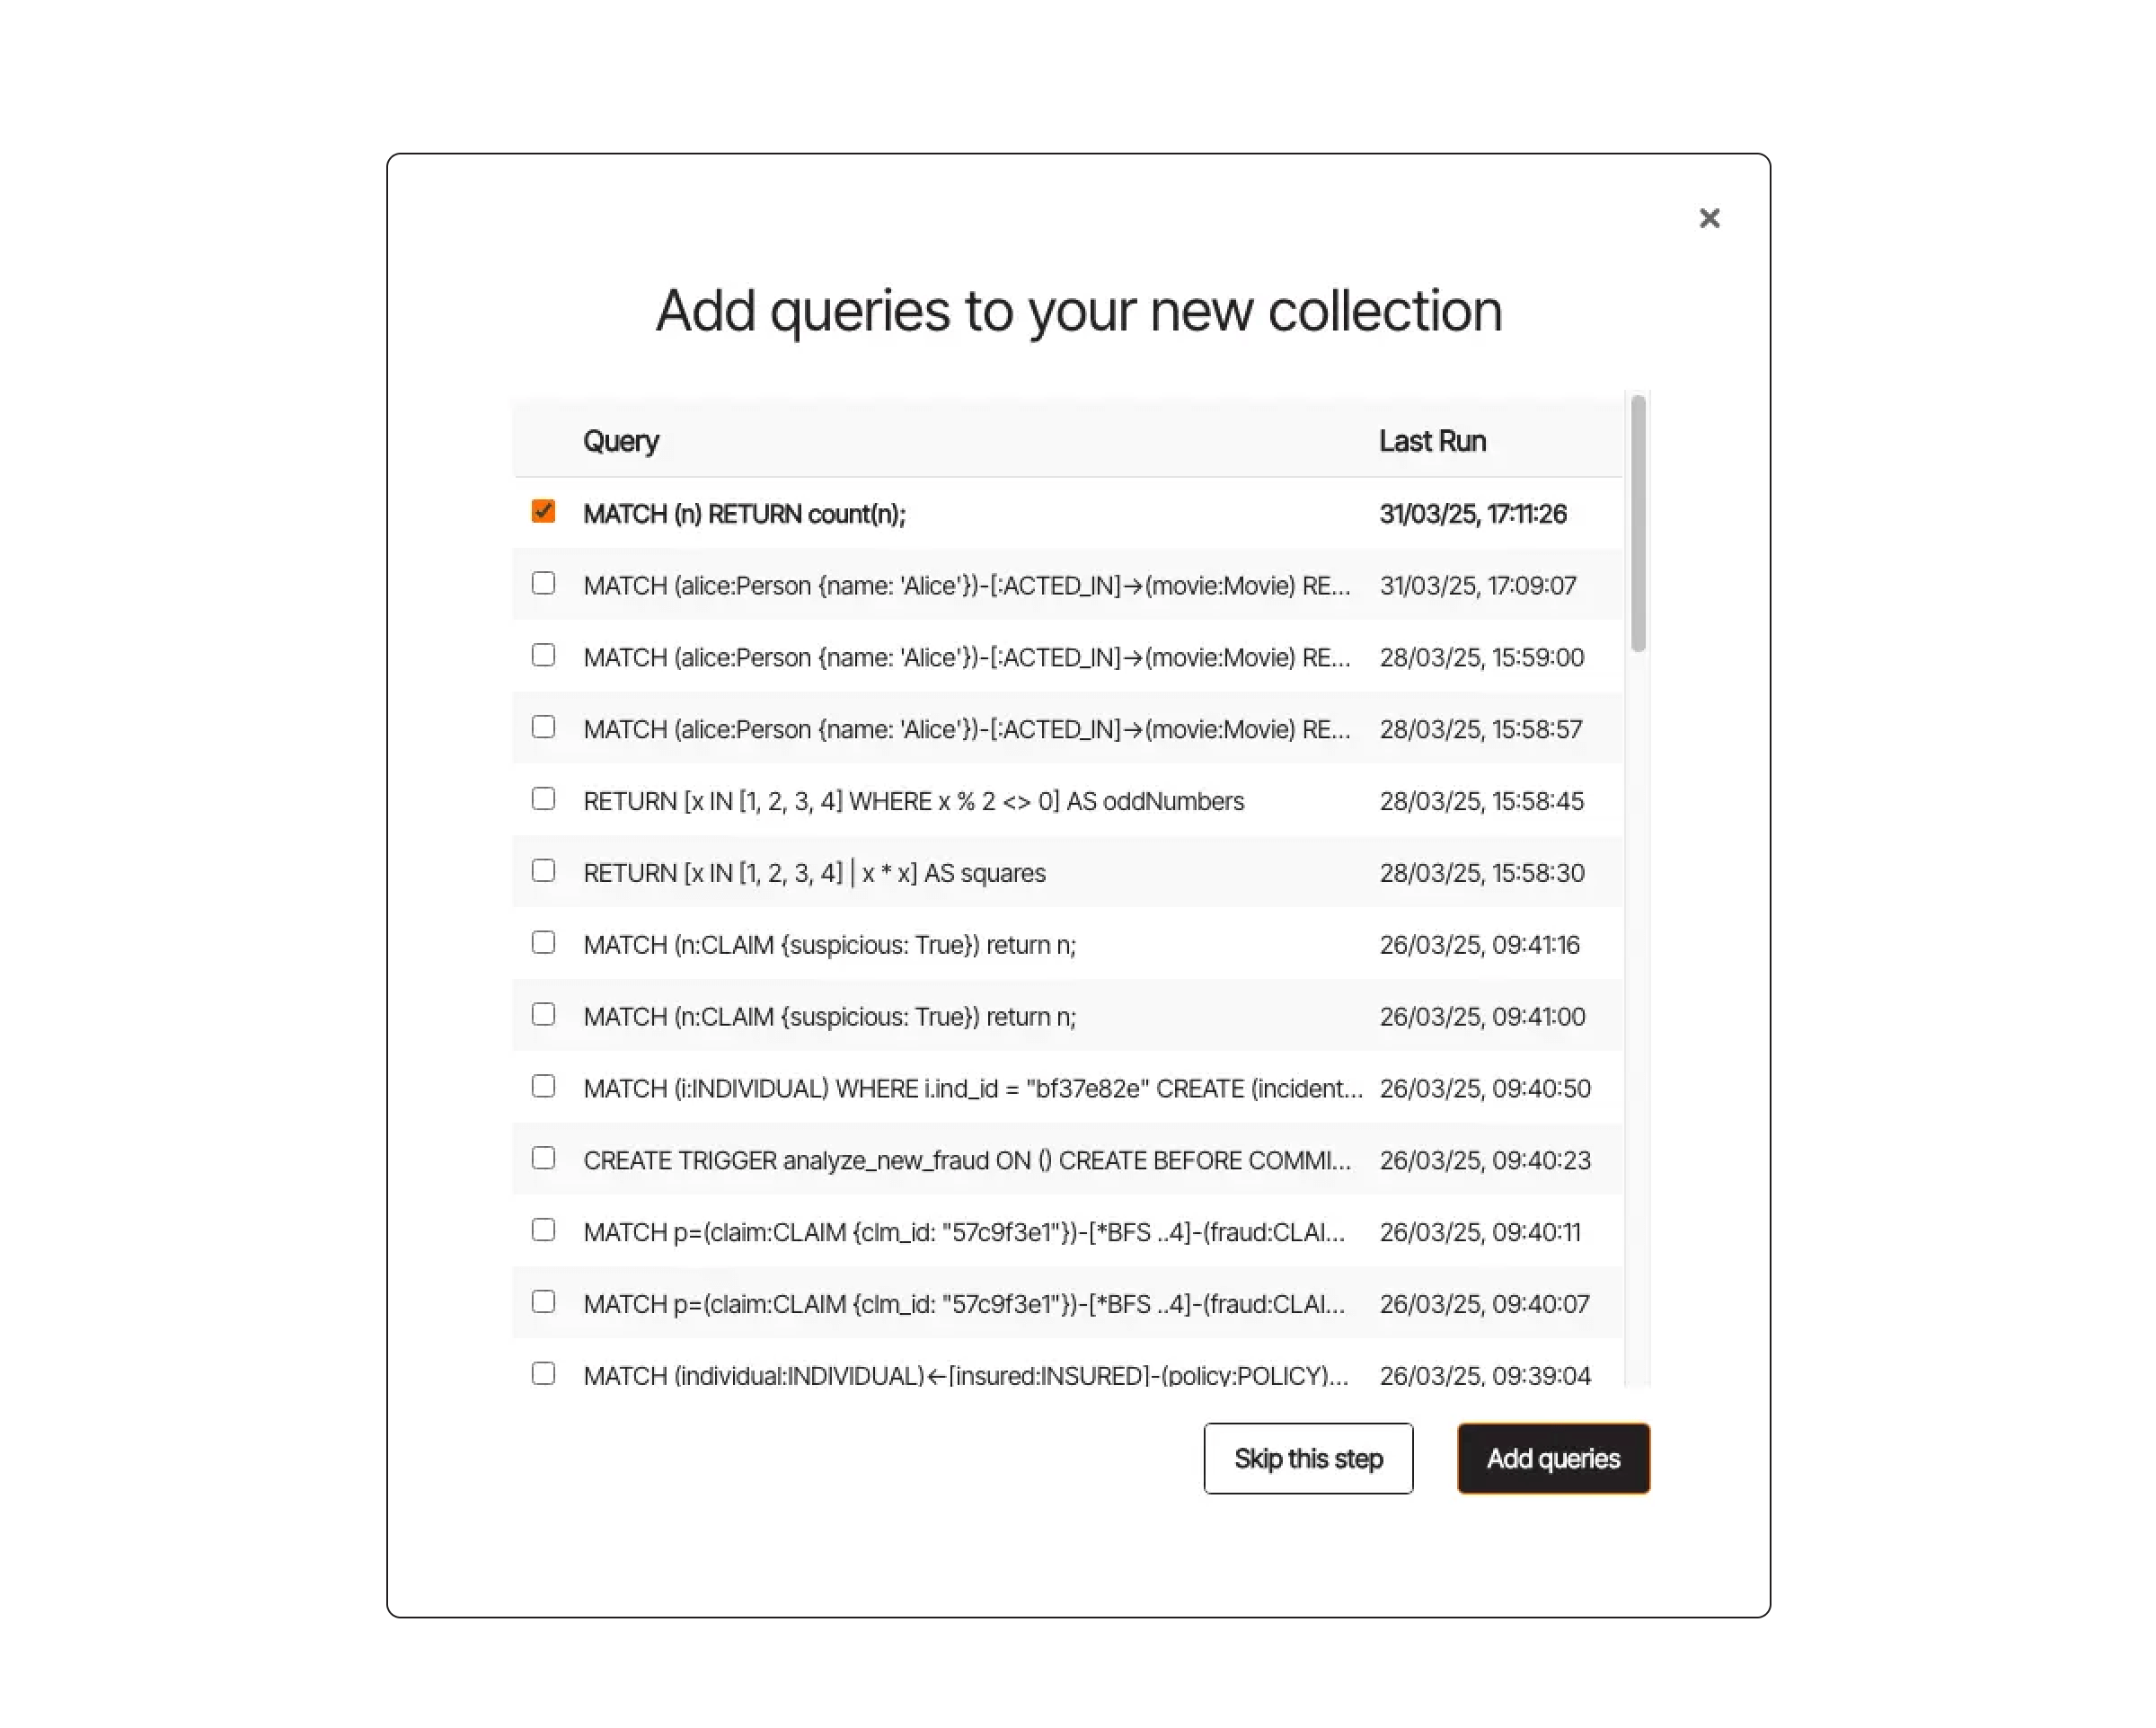 Add queries to your new collection
Query Last Run
MATCH (n) RETURN count(n); 31/03/25, 17:11:26
MATCH (alice:Person {name: 'Alice'})-[:ACTED_IN]->(movie:Movie) RE... 31/03/25, 17:09:07
MATCH (alice:Person {name: 'Alice'})-[:ACTED_IN]->(movie:Movie) RE... 28/03/25, 15:59:00
MATCH (alice:Person {name: 'Alice'})-[:ACTED_IN]->(movie:Movie) RE... 28/03/25, 15:58:57
RETURN [x IN [1, 2, 3, 4] WHERE x % 2 <> 0] AS oddNumbers 28/03/25, 15:58:45
RETURN [x IN [1, 2, 3, 4] | x * x] AS squares 28/03/25, 15:58:30
MATCH (n:CLAIM {suspicious: True}) return n; 26/03/25, 09:41:16
MATCH (n:CLAIM {suspicious: True}) return n; 26/03/25, 09:41:00
MATCH (i:INDIVIDUAL) WHERE i.ind_id = "bf37e82e" CREATE (incident... 26/03/25, 09:40:50
CREATE TRIGGER analyze_new_fraud ON () CREATE BEFORE COMMI... 26/03/25, 09:40:23
MATCH p=(claim:CLAIM {clm_id: "57c9f3e1"})-[*BFS ..4]-(fraud:CLAI... 26/03/25, 09:40:11
MATCH p=(claim:CLAIM {clm_id: "57c9f3e1"})-[*BFS ..4]-(fraud:CLAI... 26/03/25, 09:40:07
MATCH (individual:INDIVIDUAL)<-[insured:INSURED]-(policy:POLICY)... 26/03/25, 09:39:04
Skip this step Add queries